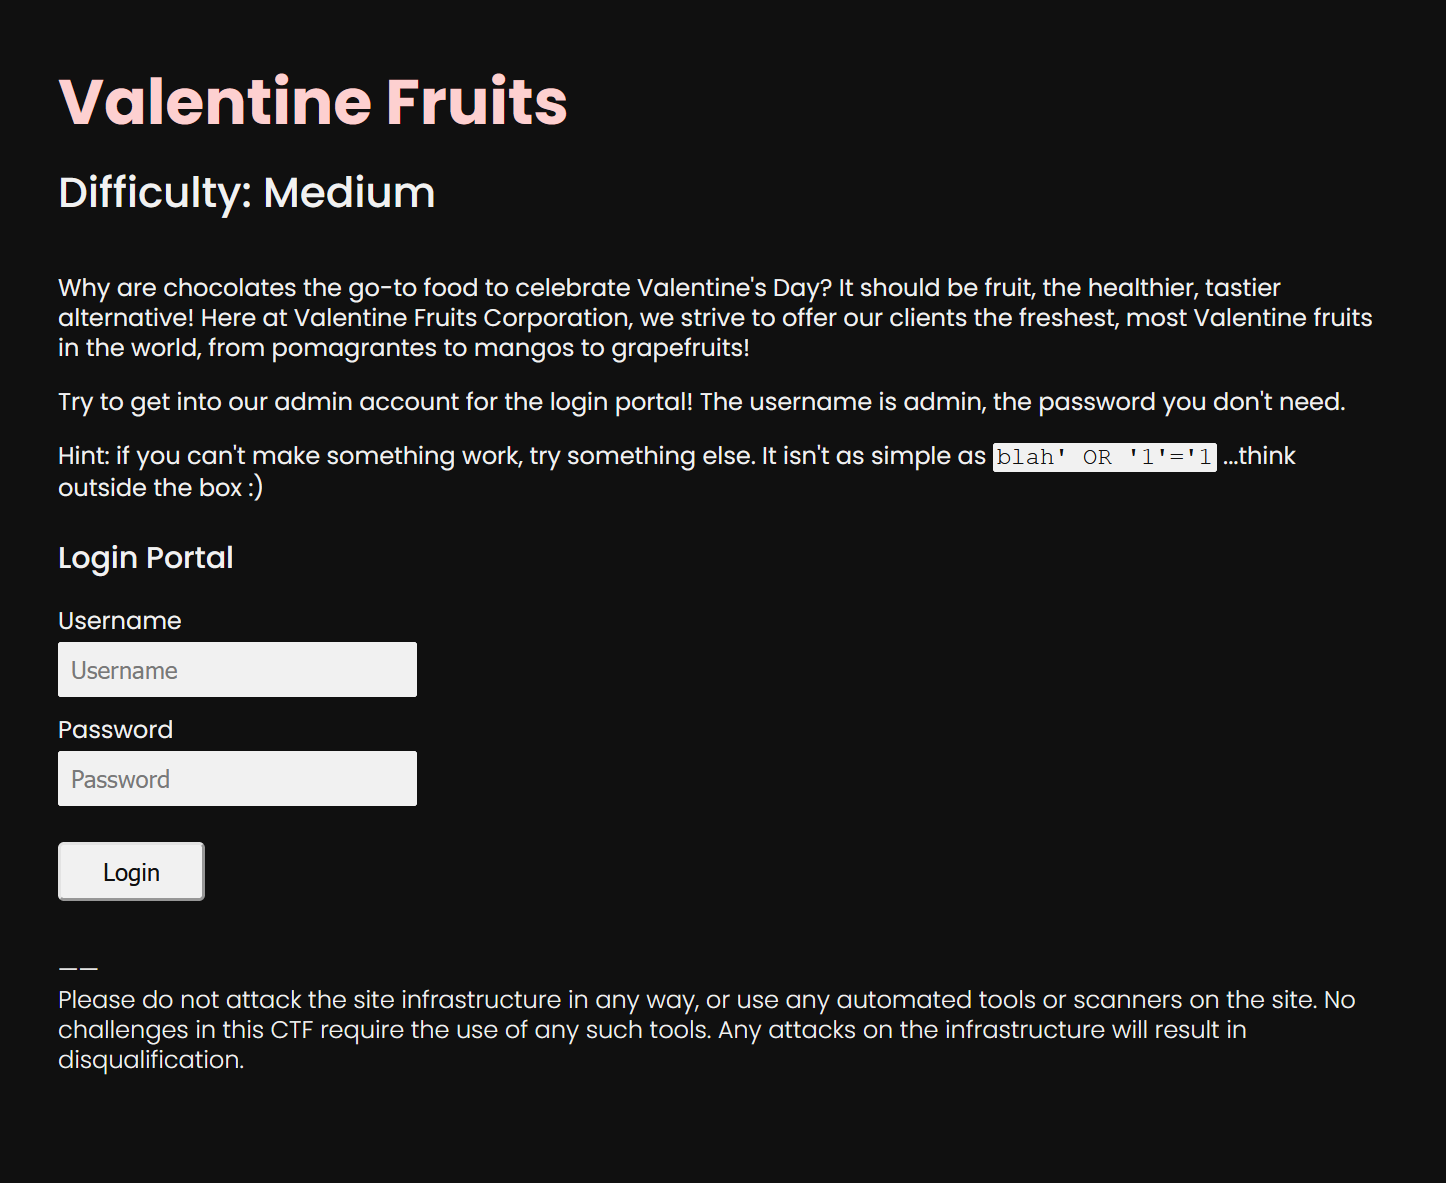 Valentine Fruits
Difficulty: Medium
Why are chocolates the go-to food to celebrate Valentine's Day? It should be fruit, the healthier, tastier
alternative! Here at Valentine Fruits Corporation, we strive to offer our clients the freshest, most Valentine fruits
in the world, from pomagrantes to mangos to grapefruits!
Try to get into our admin account for the login portal! The username is admin, the password you don't need.
Hint: if you can't make something work, try something else. It isn't as simple as blah' OR '1'='1 ...think
outside the box :)
Login Portal
Username
Username
Password
Password
Login
——
Please do not attack the site infrastructure in any way, or use any automated tools or scanners on the site. No
challenges in this CTF require the use of any such tools. Any attacks on the infrastructure will result in
disqualification.